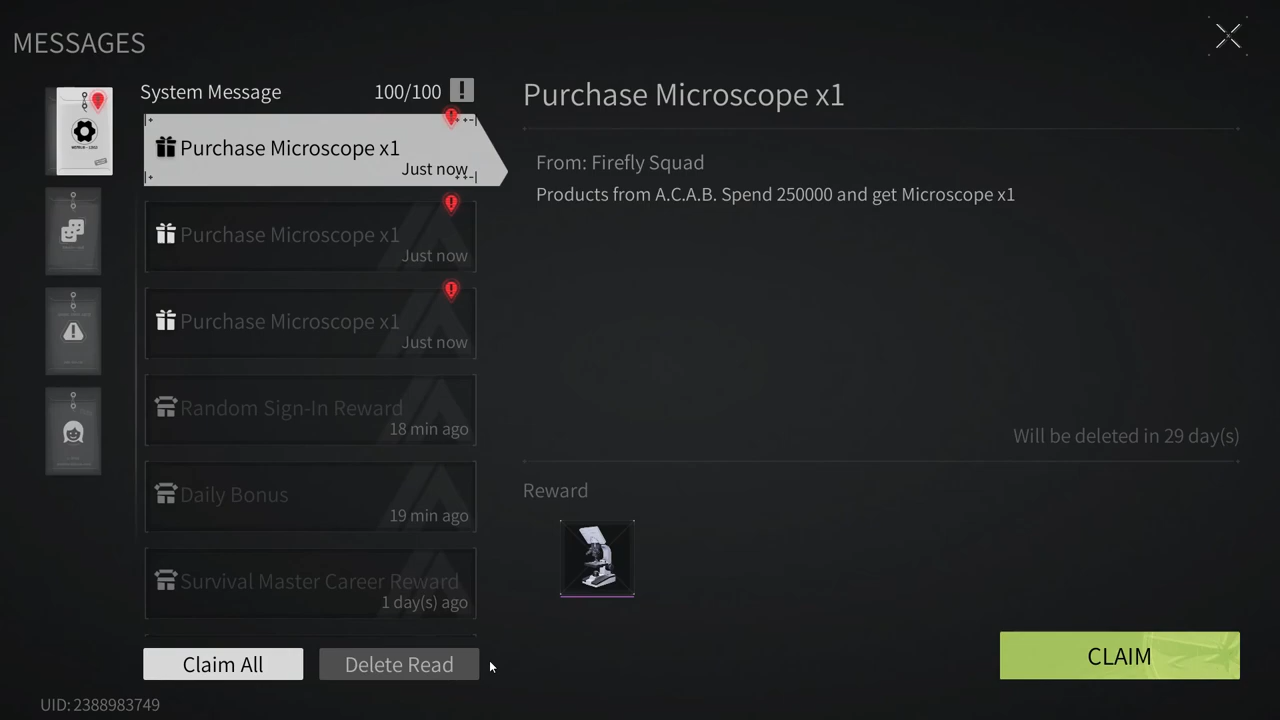 MESSAGES
System Message
100/100
Purchase Microscope x1
Just now
Purchase Microscope x1
Just now
Purchase Microscope x1
Just now
Random Sign-In Reward
18 min ago
Daily Bonus
19 min ago
Survival Master Career Reward
1 day(s) ago
Claim All
Delete Read
UID: 2388983749
Purchase Microscope x1
From: Firefly Squad
Products from A.C.A.B. Spend 250000 and get Microscope x1
Will be deleted in 29 day(s)
Reward
CLAIM